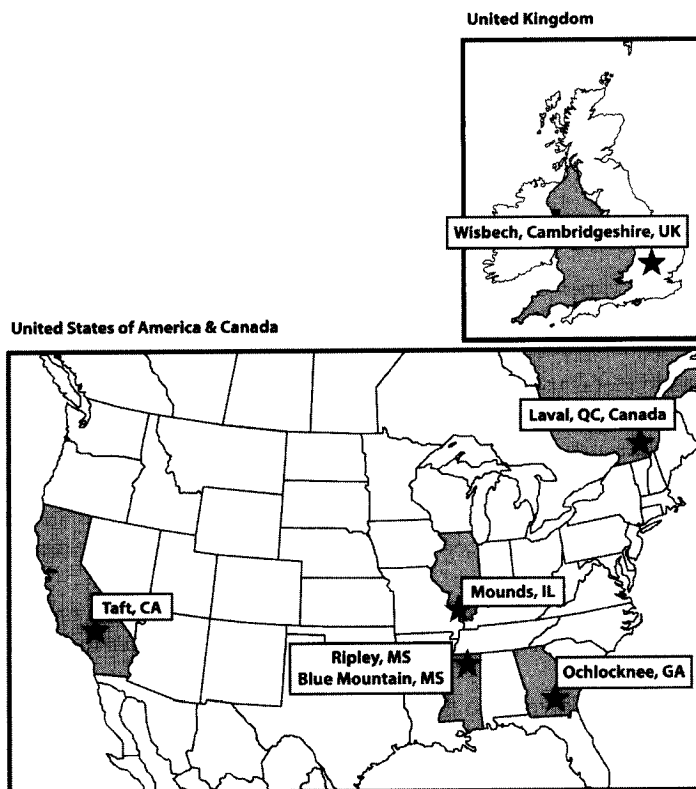 United Kingdom
Wisbech, Cambridgeshire, UK
United States of America & Canada
Laval, QC, Canada
Mounds, IL
Taft, CA
Ripley, MS
Blue Mountain, MS
Ochlocknee, GA